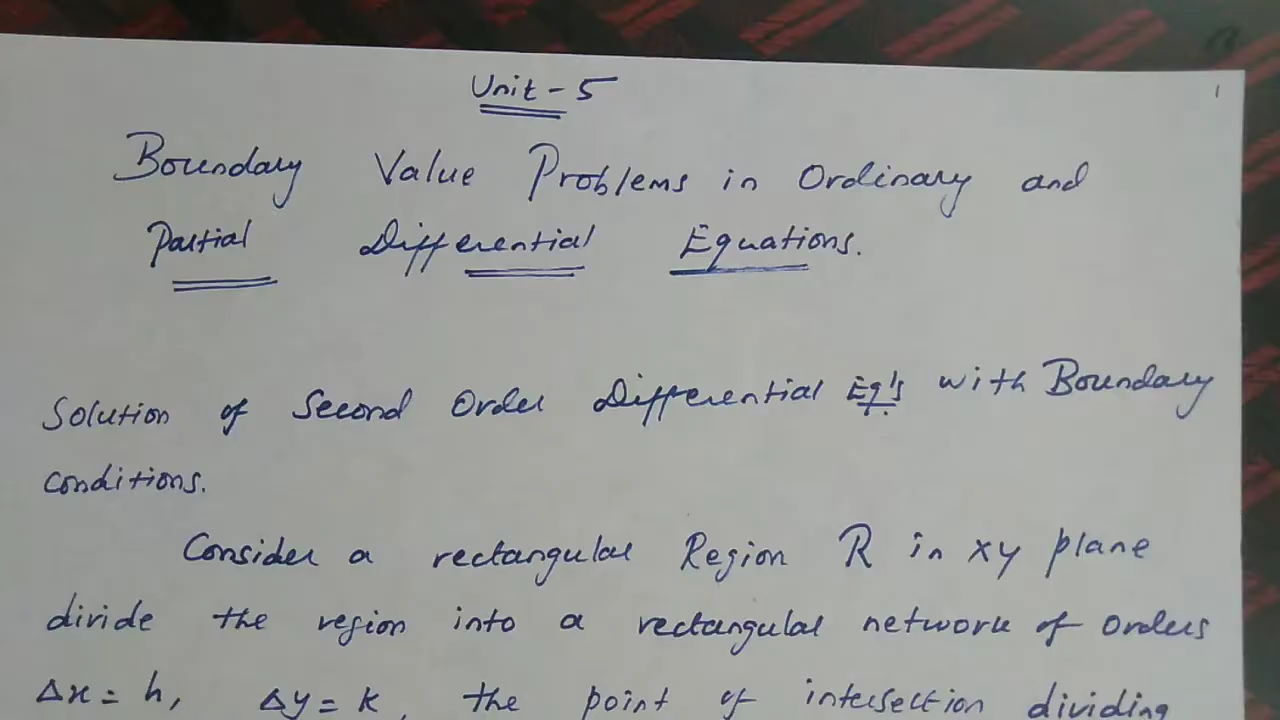 Unit - 5
1
Boundary Value Problems in Ordinary and
Partial Differential Equations.
Solution of Second Order Differential Eq's with Boundary
conditions.
Consider a rectangular Region R in xy plane
divide the region into a rectangular network of orders
Δx = h, Δy = k, the point of intersection dividing